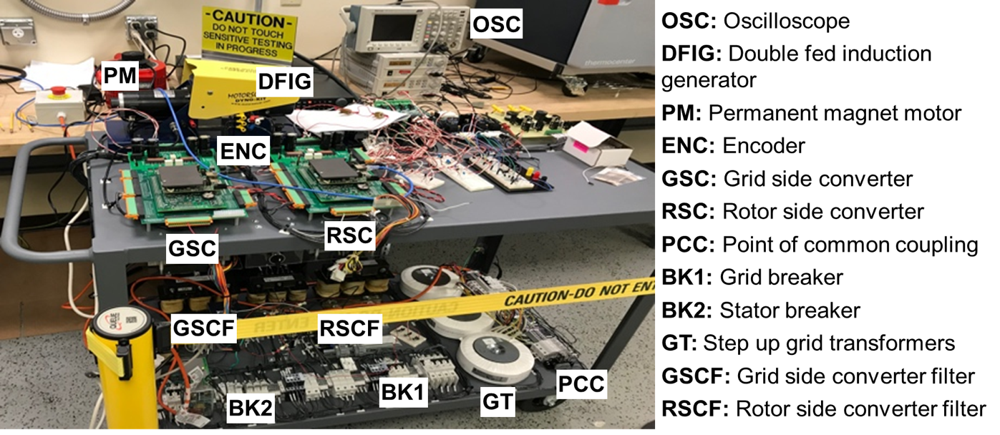 -CAUTION-
DO NOT TOUCH
SENSITIVE TESTING
IN PROGRESS
OSC
PM
DFIG
ENC
thermocenter
RSC
GSC
CAUTION-DO NOT ENT
GSCF
RSCF
BK2
BK1
GT
PCC
QUEUE
OSC: Oscilloscope
DFIG: Double fed induction
generator
PM: Permanent magnet motor
ENC: Encoder
GSC: Grid side converter
RSC: Rotor side converter
PCC: Point of common coupling
BK1: Grid breaker
BK2: Stator breaker
GT: Step up grid transformers
GSCF: Grid side converter filter
RSCF: Rotor side converter filter